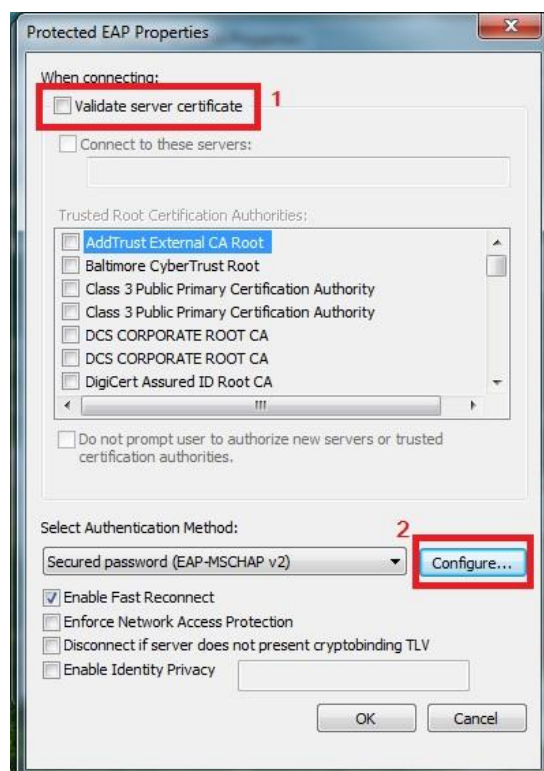 Protected EAP Properties
When connecting:
Validate server certificate
1
Connect to these servers:
Trusted Root Certification Authorities:
AddTrust External CA Root
Baltimore CyberTrust Root
Class 3 Public Primary Certification Authority
Class 3 Public Primary Certification Authority
DCS CORPORATE ROOT CA
DCS CORPORATE ROOT CA
DigiCert Assured ID Root CA
Do not prompt user to authorize new servers or trusted
certification authorities.
Select Authentication Method:
2
Secured password (EAP-MSCHAP v2)
Configure...
Enable Fast Reconnect
Enforce Network Access Protection
Disconnect if server does not present cryptobinding TLV
Enable Identity Privacy
OK
Cancel